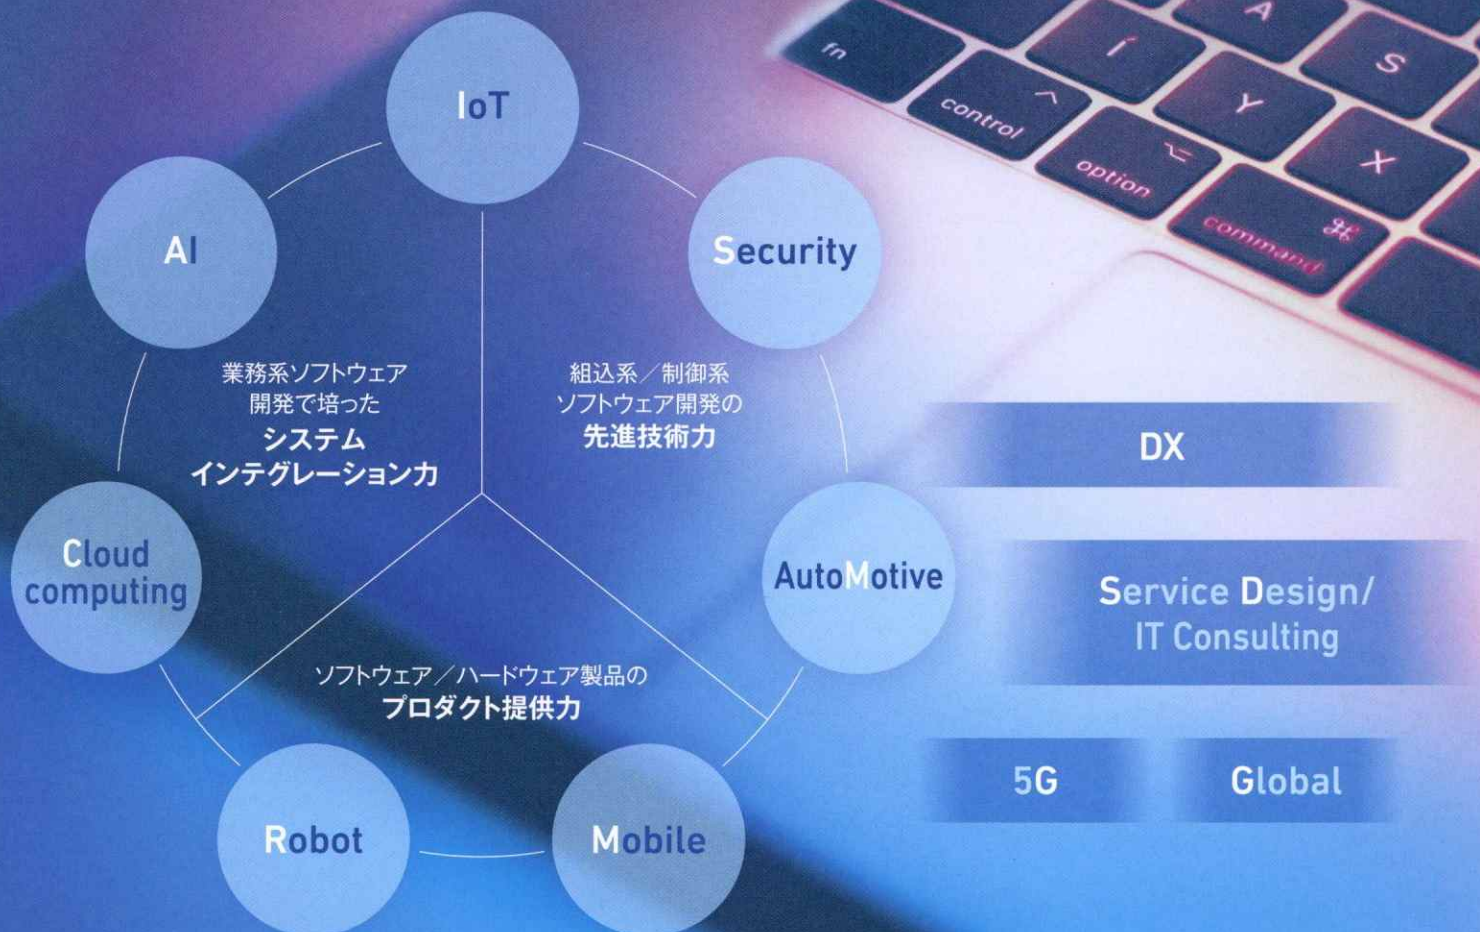 IoT
AI
Security
業務系ソフトウェア
開発で培った
システム
インテグレーション力
組込系／制御系
ソフトウェア開発の
先進技術力
Cloud
computing
AutoMotive
ソフトウェア／ハードウェア製品の
プロダクト提供力
Robot
Mobile
DX
Service Design/
IT Consulting
5G
Global
fn
control
option
command
⌘
A
Í
S
Y
X